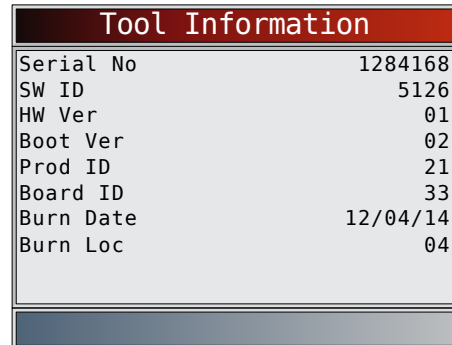 Tool Information
Serial No 1284168
SW ID 5126
HW Ver 01
Boot Ver 02
Prod ID 21
Board ID 33
Burn Date 12/04/14
Burn Loc 04